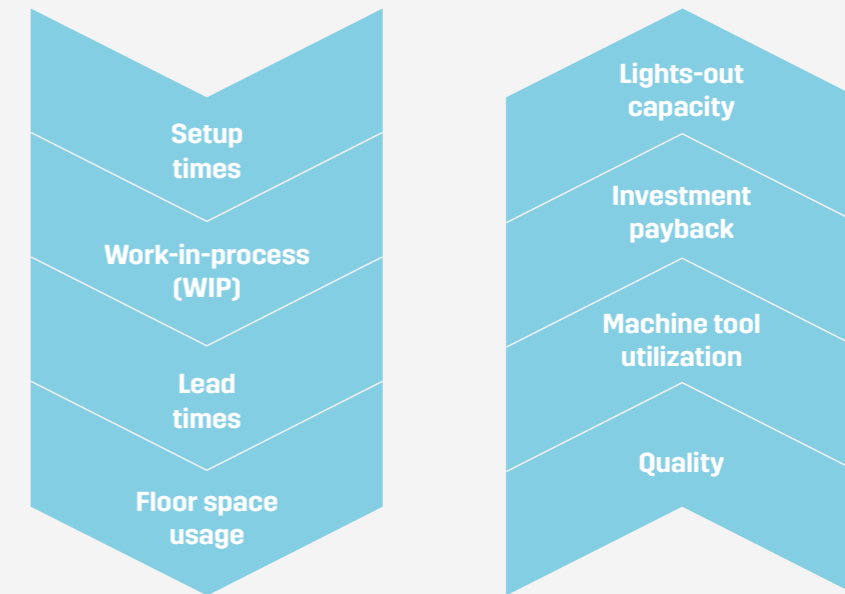 Setup
times
Work-in-process
(WIP)
Lead
times
Floor space
usage
Lights-out
capacity
Investment
payback
Machine tool
utilization
Quality